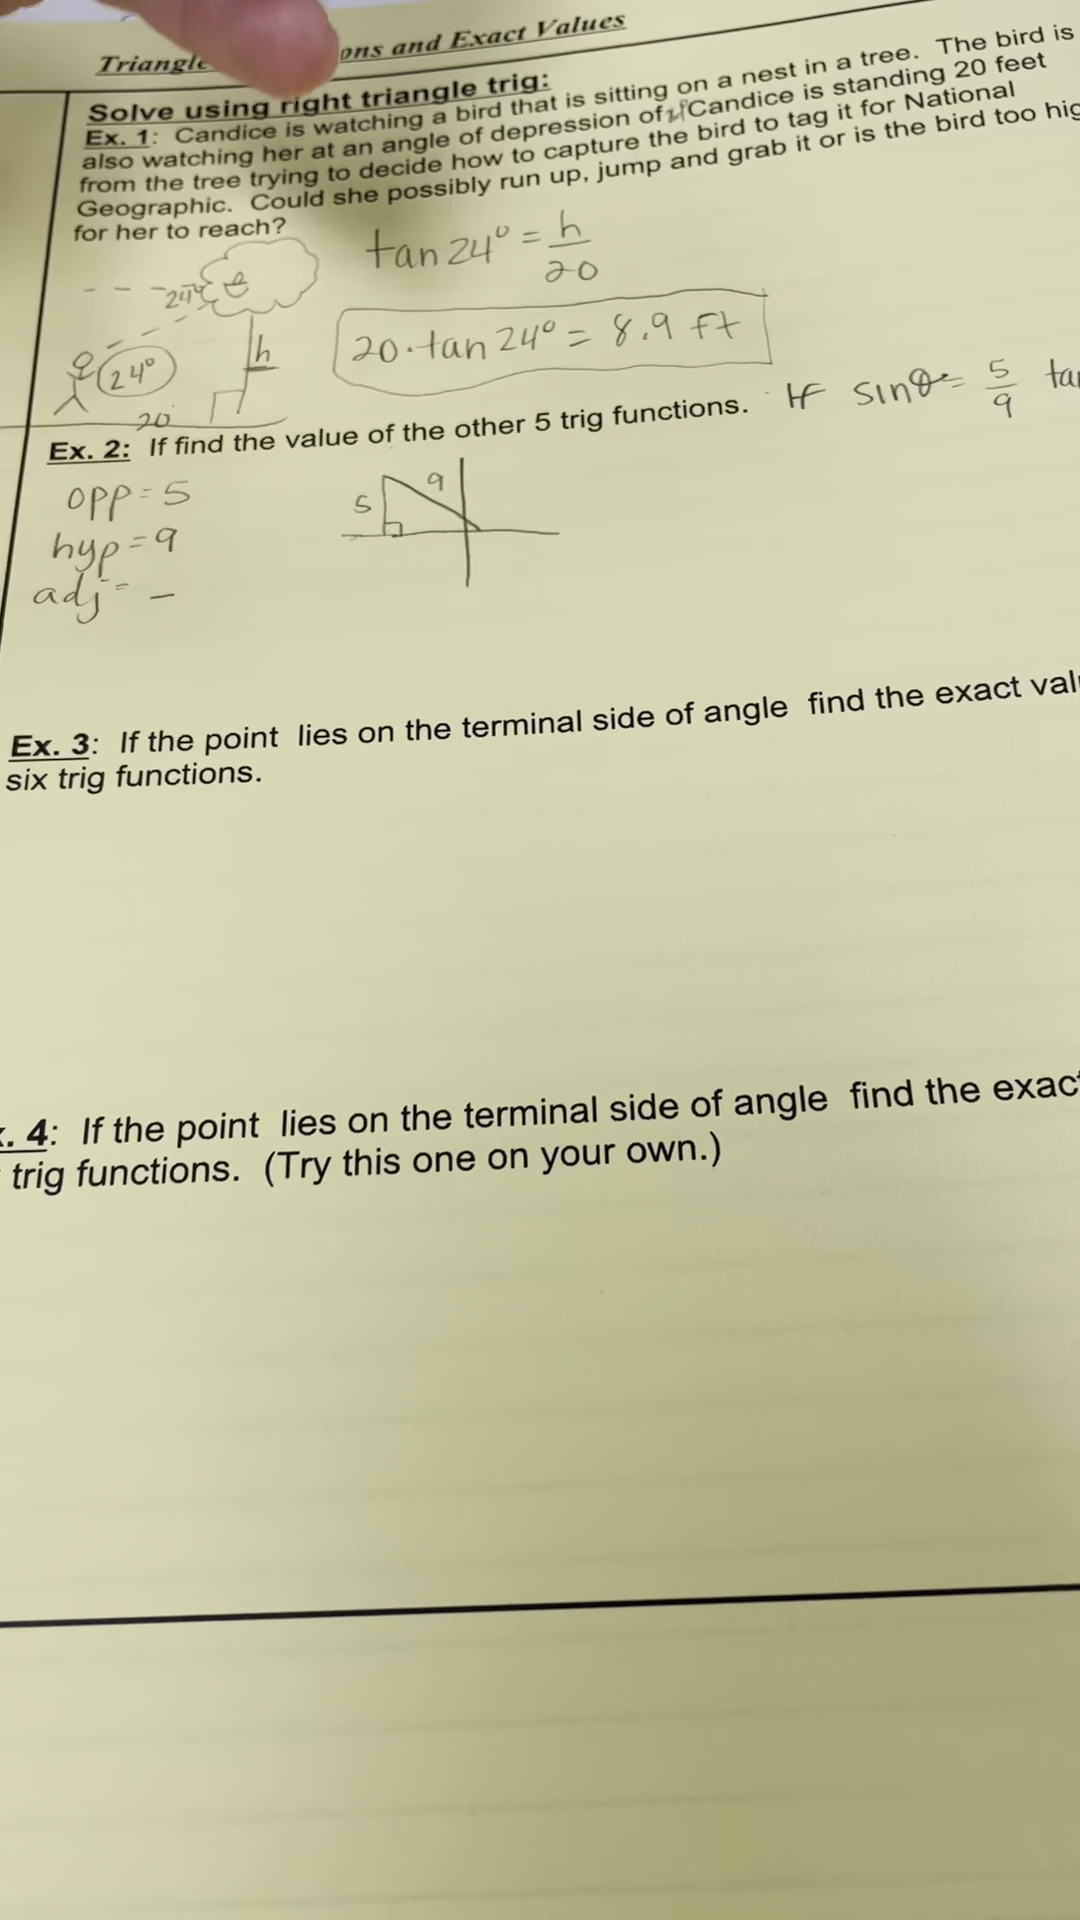 ons and Exact Values
Solve using right triangle trig:
Ex. 1: Candice is watching a bird that is sitting on a nest in a tree. The bird is
also watching her at an angle of depression of Candice is standing 20 feet
from the tree trying to decide how to capture the bird to tag it for National
Geographic. Could she possibly run up, jump and grab it or is the bird too hig
for her to reach?
tan 24° = h
20
24°
24°
h
20
20·tan 24° = 8.9 ft
Ex. 2: If find the value of the other 5 trig functions. If sinθ = 5
9
opp = 5
hyp = 9
adj = –
5
9
Ex. 3: If the point lies on the terminal side of angle find the exact
six trig functions.
. 4: If the point lies on the terminal side of angle find the exact
trig functions. (Try this one on your own.)